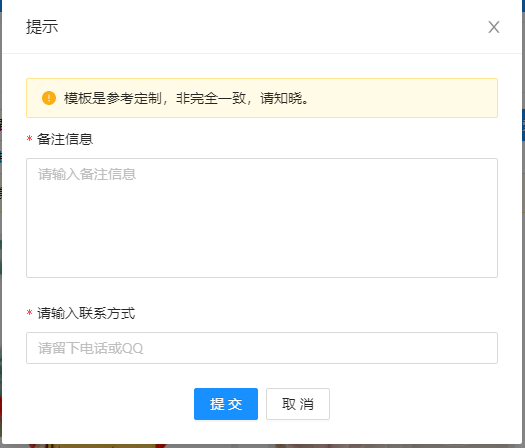 提示
模板是参考定制，非完全一致，请知晓。
* 备注信息
请输入备注信息
* 请输入联系方式
请留下电话或QQ
提 交
取 消